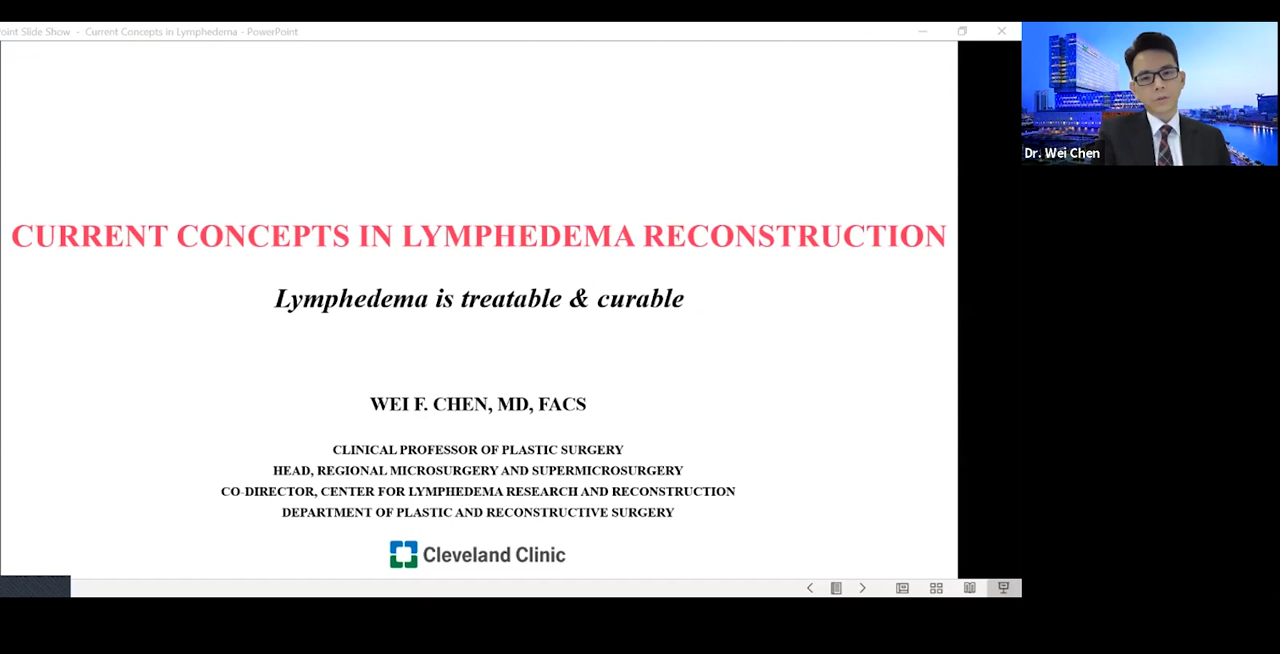 oint Slide Show - Current Concepts in Lymphedema - PowerPoint
Dr. Wei Chen
CURRENT CONCEPTS IN LYMPHEDEMA RECONSTRUCTION
Lymphedema is treatable & curable
WEI F. CHEN, MD, FACS
CLINICAL PROFESSOR OF PLASTIC SURGERY
HEAD, REGIONAL MICROSURGERY AND SUPERMICROSURGERY
CO-DIRECTOR, CENTER FOR LYMPHEDEMA RESEARCH AND RECONSTRUCTION
DEPARTMENT OF PLASTIC AND RECONSTRUCTIVE SURGERY
Cleveland Clinic